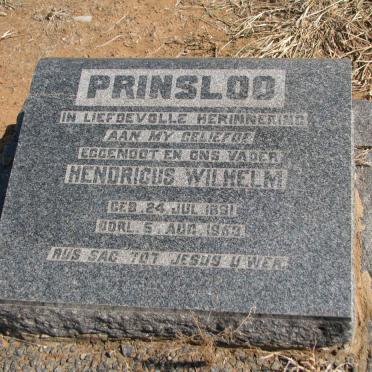 PRINSLOO
IN LIEFDEVOLLE HERINNERING
AAN MY GELIEFDE
EGGENOOT EN ONS VADER
HENDRICUS WILHELM
GEB. 24 JUL. 1891
OORL. 5 AUG. 1953
RUS SAG TOT JESUS U WEK.